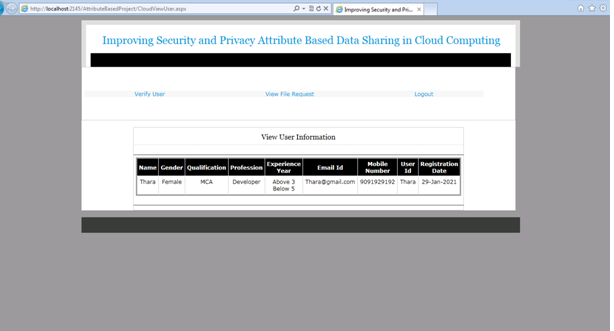 http://localhost:2145/AttributeBasedProject/CloudViewUser.aspx
Improving Security and Pri...
Improving Security and Privacy Attribute Based Data Sharing in Cloud Computing
Verify User View File Request Logout
View User Information
Name Gender Qualification Profession Experience Year Email Id Mobile Number User Id Registration Date
Thara Female MCA Developer Above 3 Below 5 Thara@gmail.com 9091929192 Thara 29-Jan-2021